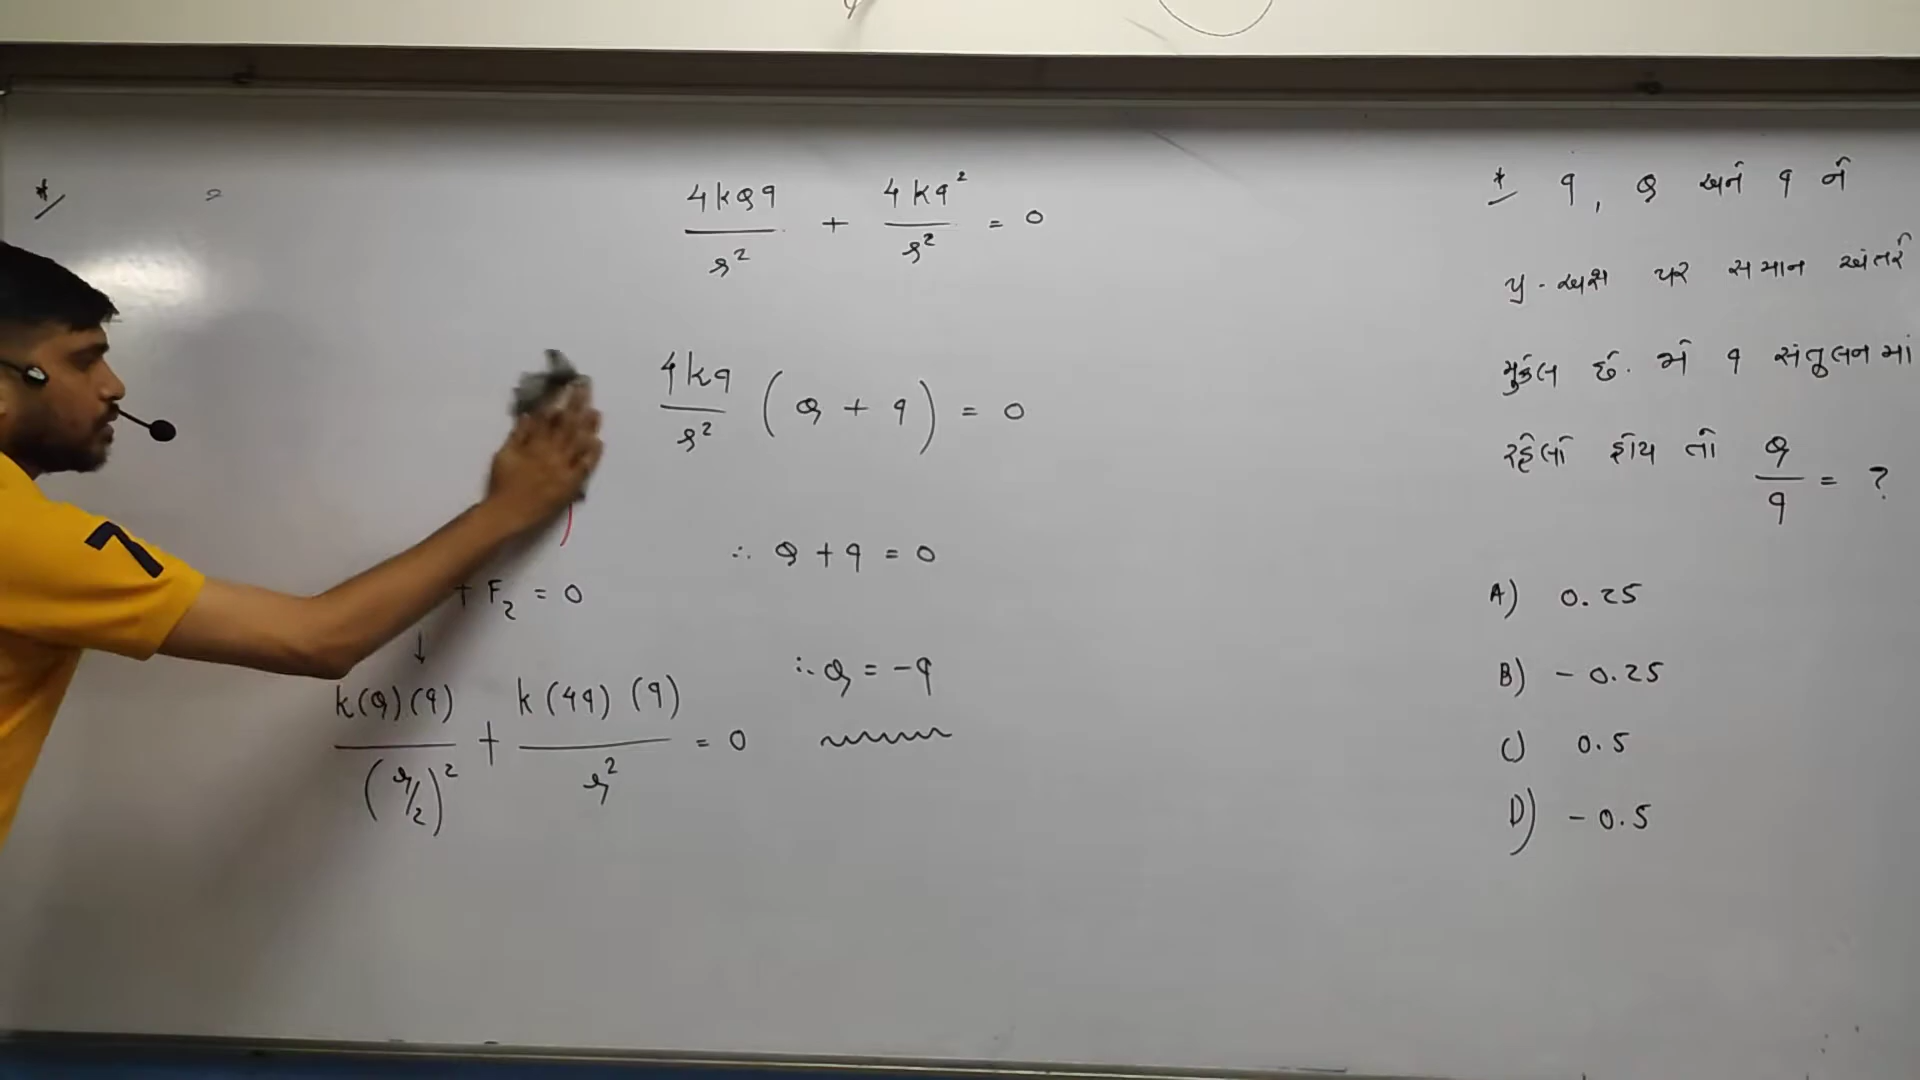 4kQq/r² + 4kq²/r² = 0
4kq/r² (Q + q) = 0
∴ Q + q = 0
∴ Q = -q
+ F₂ = 0
↓
k(Q)(q)/(r/2)² + k(4q)(q)/r² = 0
* q, Q અને q ને
y - અક્ષ પર સમાન અંતરે
મુકેલ છે. જો q સંતુલનમાં
રહેલો હોય તો Q/q = ?
A) 0.25
B) - 0.25
C) 0.5
D) - 0.5
7